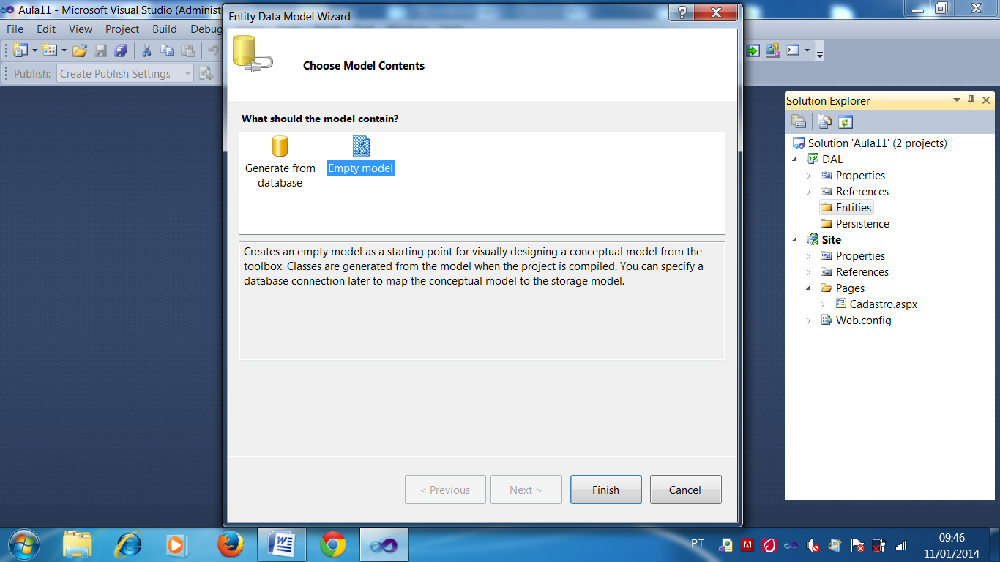 Aula11 - Microsoft Visual Studio (Administ
File Edit View Project Build Debug
Publish: Create Publish Settings
Entity Data Model Wizard
Choose Model Contents
What should the model contain?
Generate from
database
Empty model
Creates an empty model as a starting point for visually designing a conceptual model from the
toolbox. Classes are generated from the model when the project is compiled. You can specify a
database connection later to map the conceptual model to the storage model.
< Previous
Next >
Finish
Cancel
Solution Explorer
Solution 'Aula11' (2 projects)
DAL
Properties
References
Entities
Persistence
Site
Properties
References
Pages
Cadastro.aspx
Web.config
PT
09:46
11/01/2014